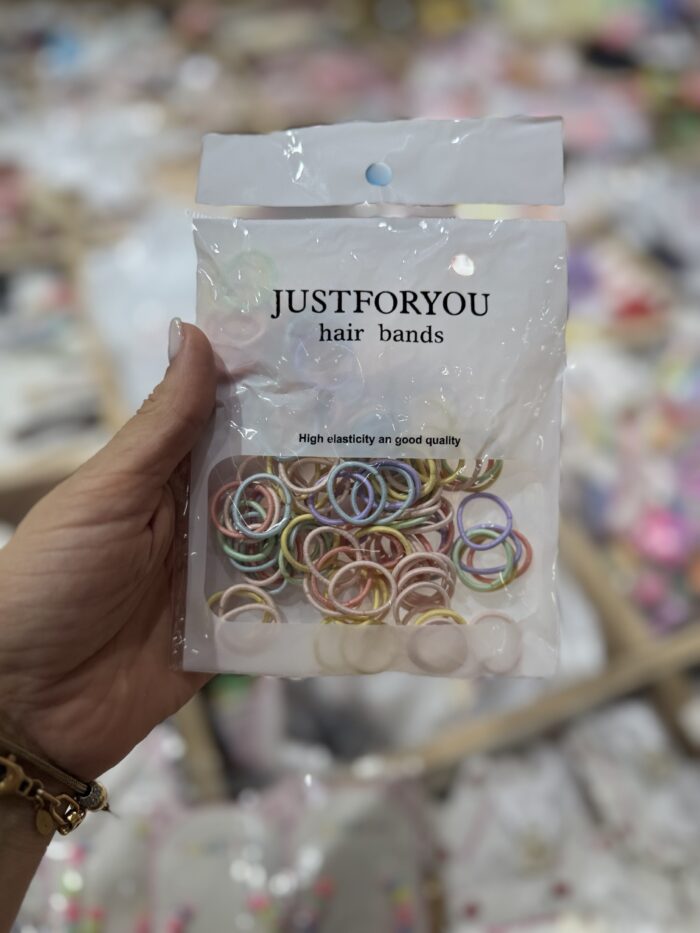 JUSTFORYOU
hair bands
High elasticity an good quality